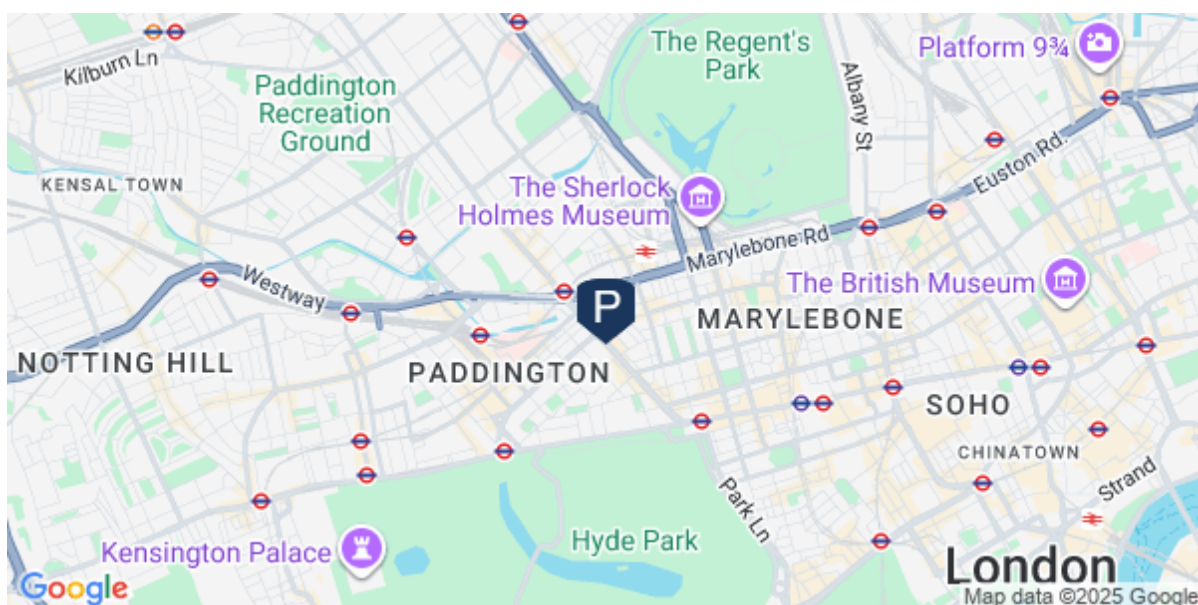 The Regent's
Park
Platform 9¾
Kilburn Ln
Paddington
Recreation
Ground
Albany St
Euston Rd.
KENSAL TOWN
The Sherlock
Holmes Museum
Marylebone Rd
Westway
The British Museum
P
MARYLEBONE
NOTTING HILL
PADDINGTON
SOHO
CHINATOWN
Strand
Park Ln
Kensington Palace
Hyde Park
London
Google
Map data ©2025 Google